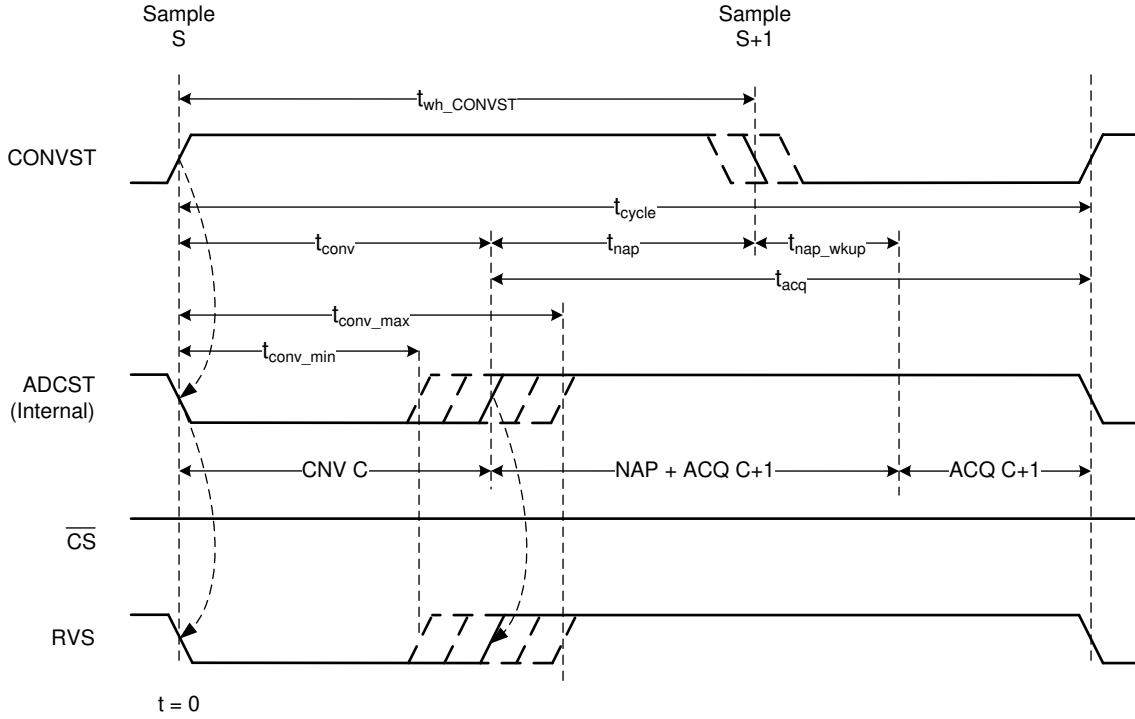 Sample
S
Sample
S+1
t_wh_CONVST
CONVST
t_cycle
t_conv
t_nap
t_nap_wkup
t_acq
t_conv_max
t_conv_min
ADCST
(Internal)
CNV C
NAP + ACQ C+1
ACQ C+1
CS
RVS
t = 0